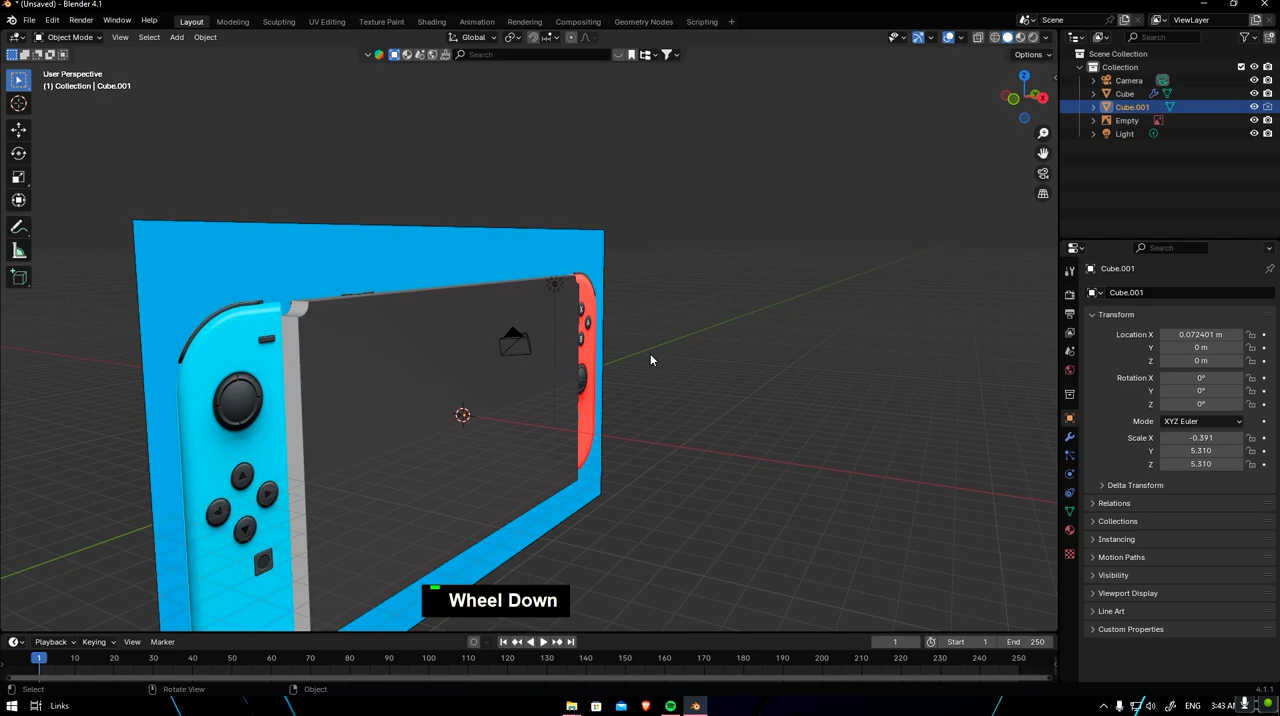 * (Unsaved) - Blender 4.1
File Edit Render Window Help Layout Modeling Sculpting UV Editing Texture Paint Shading Animation Rendering Compositing Geometry Nodes Scripting + Scene ViewLayer
Object Mode View Select Add Object Global Search
Search Options
User Perspective
(1) Collection | Cube.001
Scene Collection
Collection
Camera
Cube
Cube.001
Empty
Light
Z
Y
X
Search
Cube.001
Cube.001
Transform
Location X 0.072401 m
Y 0 m
Z 0 m
Rotation X 0°
Y 0°
Z 0°
Mode XYZ Euler
Scale X -0.391
Y 5.310
Z 5.310
Delta Transform
Relations
Collections
Instancing
Motion Paths
Visibility
Viewport Display
Line Art
Custom Properties
X
A
B
Wheel Down
Playback Keying View Marker 1 Start 1 End 250
1 10 20 30 40 50 60 70 80 90 100 110 120 130 140 150 160 170 180 190 200 210 220 230 240 250
Select Rotate View Object 4.1.1
Links ENG 3:43 AM